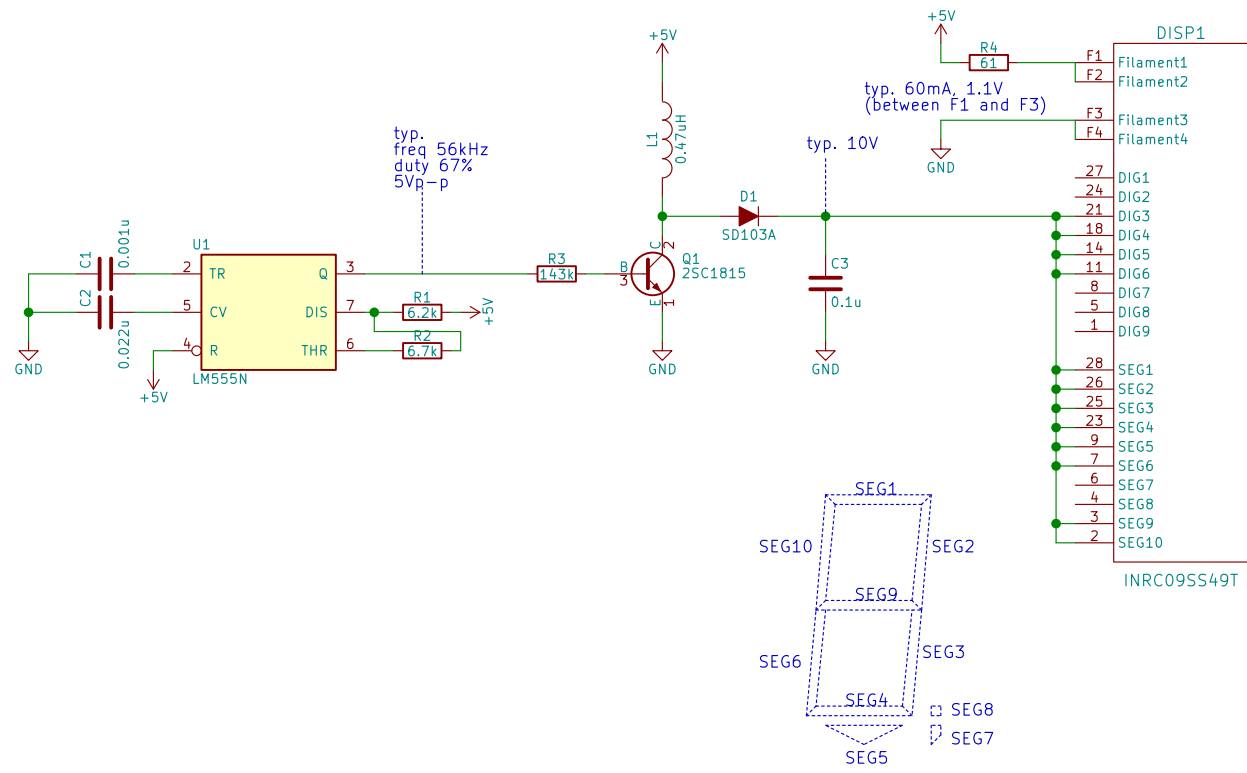 +5V
DISP1
R4
61
F1
Filament1
F2
Filament2
typ. 60mA, 1.1V
(between F1 and F3)
F3
Filament3
F4
Filament4
GND
+5V
L1
0.47uH
typ.
freq 56kHz
duty 67%
5Vp-p
typ. 10V
D1
SD103A
27
DIG1
24
DIG2
21
DIG3
18
DIG4
14
DIG5
11
DIG6
8
DIG7
5
DIG8
1
DIG9
28
SEG1
26
SEG2
25
SEG3
23
SEG4
9
SEG5
7
SEG6
6
SEG7
4
SEG8
3
SEG9
2
SEG10
INRC09SS49T
U1
C1
0.001u
C2
0.022u
GND
2
TR
5
CV
4
R
+5V
Q
3
DIS
7
THR
6
LM555N
R1
6.2k
+5V
R2
6.7k
R3
143k
B
3
C
2
E
1
Q1
2SC1815
GND
C3
0.1u
GND
SEG1
SEG10
SEG2
SEG9
SEG6
SEG3
SEG4
SEG8
SEG7
SEG5